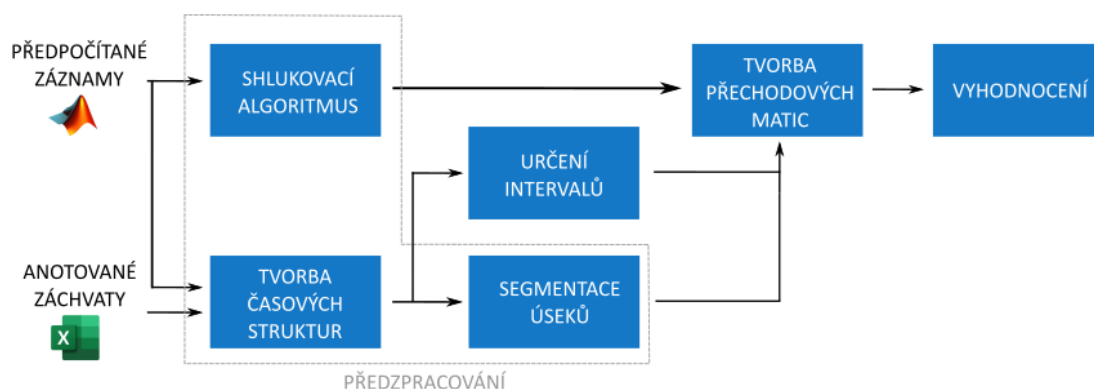 PŘEDPOČÍTANÉ
ZÁZNAMY
SHLUKOVACÍ
ALGORITMUS
TVORBA
PŘECHODOVÝCH
MATIC
VYHODNOCENÍ
URČENÍ
INTERVALŮ
ANOTOVANÉ
ZÁCHVATY
X
TVORBA
ČASOVÝCH
STRUKTUR
SEGMENTACE
ÚSEKŮ
PŘEDZPRACOVÁNÍ